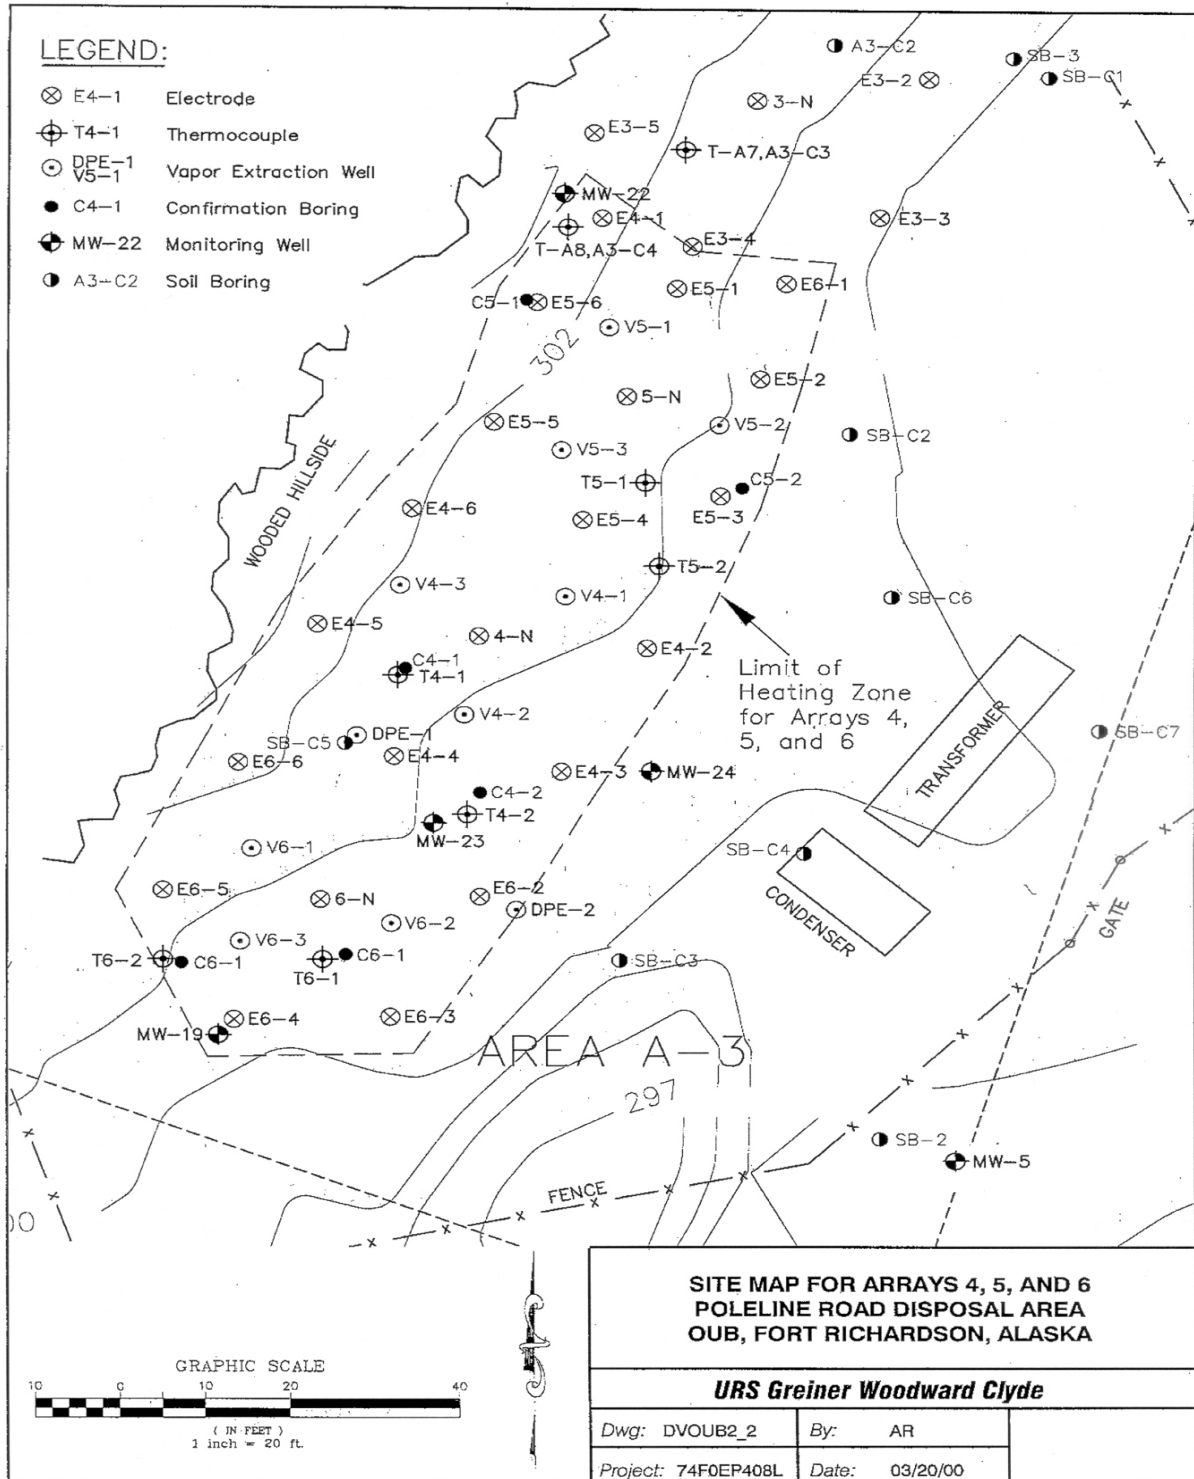 LEGEND:
E4-1 Electrode
T4-1 Thermocouple
DPE-1
V5-1 Vapor Extraction Well
C4-1 Confirmation Boring
MW-22 Monitoring Well
A3-C2 Soil Boring
A3-C2
SB-3
E3-2
SB-C1
3-N
E3-5
T-A7,A3-C3
MW-22
E4-1
E3-3
E3-4
T-A8,A3-C4
E5-1
E6-1
C5-1
E5-6
V5-1
302
E5-2
5-N
E5-5
V5-2
SB-C2
V5-3
WOODED HILLSIDE
T5-1
C5-2
E5-3
E4-6
E5-4
T5-2
V4-3
V4-1
SB-C6
E4-5
4-N
E4-2
C4-1
T4-1
Limit of
Heating Zone
for Arrays 4,
5, and 6
V4-2
TRANSFORMER
SB-C7
DPE-1
SB-C5
E4-4
E6-6
E4-3
MW-24
C4-2
T4-2
MW-23
V6-1
SB-C4
E6-5
6-N
E6-2
DPE-2
CONDENSER
GATE
V6-2
V6-3
T6-2
C6-1
T6-1
C6-1
SB-C3
E6-4
E6-3
MW-19
AREA A-3
297
SB-2
MW-5
FENCE
00
SITE MAP FOR ARRAYS 4, 5, AND 6
POLELINE ROAD DISPOSAL AREA
OUB, FORT RICHARDSON, ALASKA
GRAPHIC SCALE
10 0 10 20 40
( IN FEET )
1 inch = 20 ft.
URS Greiner Woodward Clyde
Dwg: DVOUB2_2 By: AR
Project: 74F0EP408L Date: 03/20/00